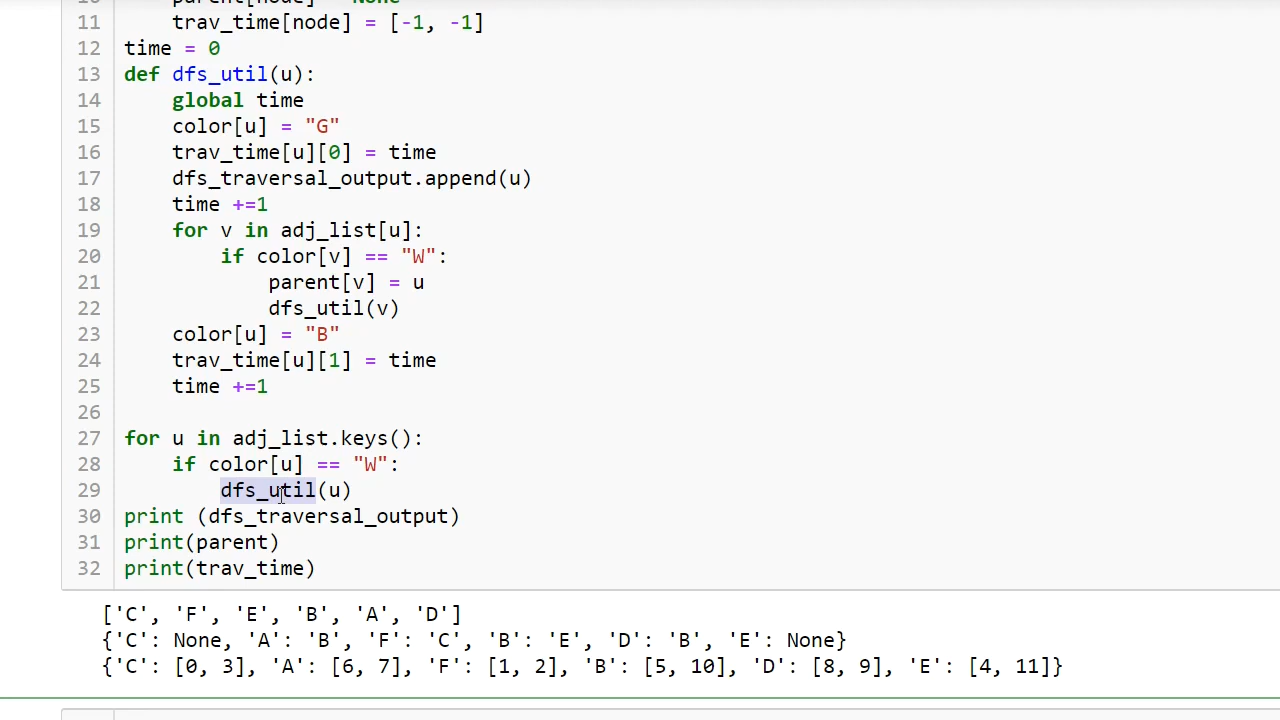 10 parent[node] = None
11 trav_time[node] = [-1, -1]
12 time = 0
13 def dfs_util(u):
14 global time
15 color[u] = "G"
16 trav_time[u][0] = time
17 dfs_traversal_output.append(u)
18 time +=1
19 for v in adj_list[u]:
20 if color[v] == "W":
21 parent[v] = u
22 dfs_util(v)
23 color[u] = "B"
24 trav_time[u][1] = time
25 time +=1
26
27 for u in adj_list.keys():
28 if color[u] == "W":
29 dfs_util(u)
30 print (dfs_traversal_output)
31 print(parent)
32 print(trav_time)
['C', 'F', 'E', 'B', 'A', 'D']
{'C': None, 'A': 'B', 'F': 'C', 'B': 'E', 'D': 'B', 'E': None}
{'C': [0, 3], 'A': [6, 7], 'F': [1, 2], 'B': [5, 10], 'D': [8, 9], 'E': [4, 11]}